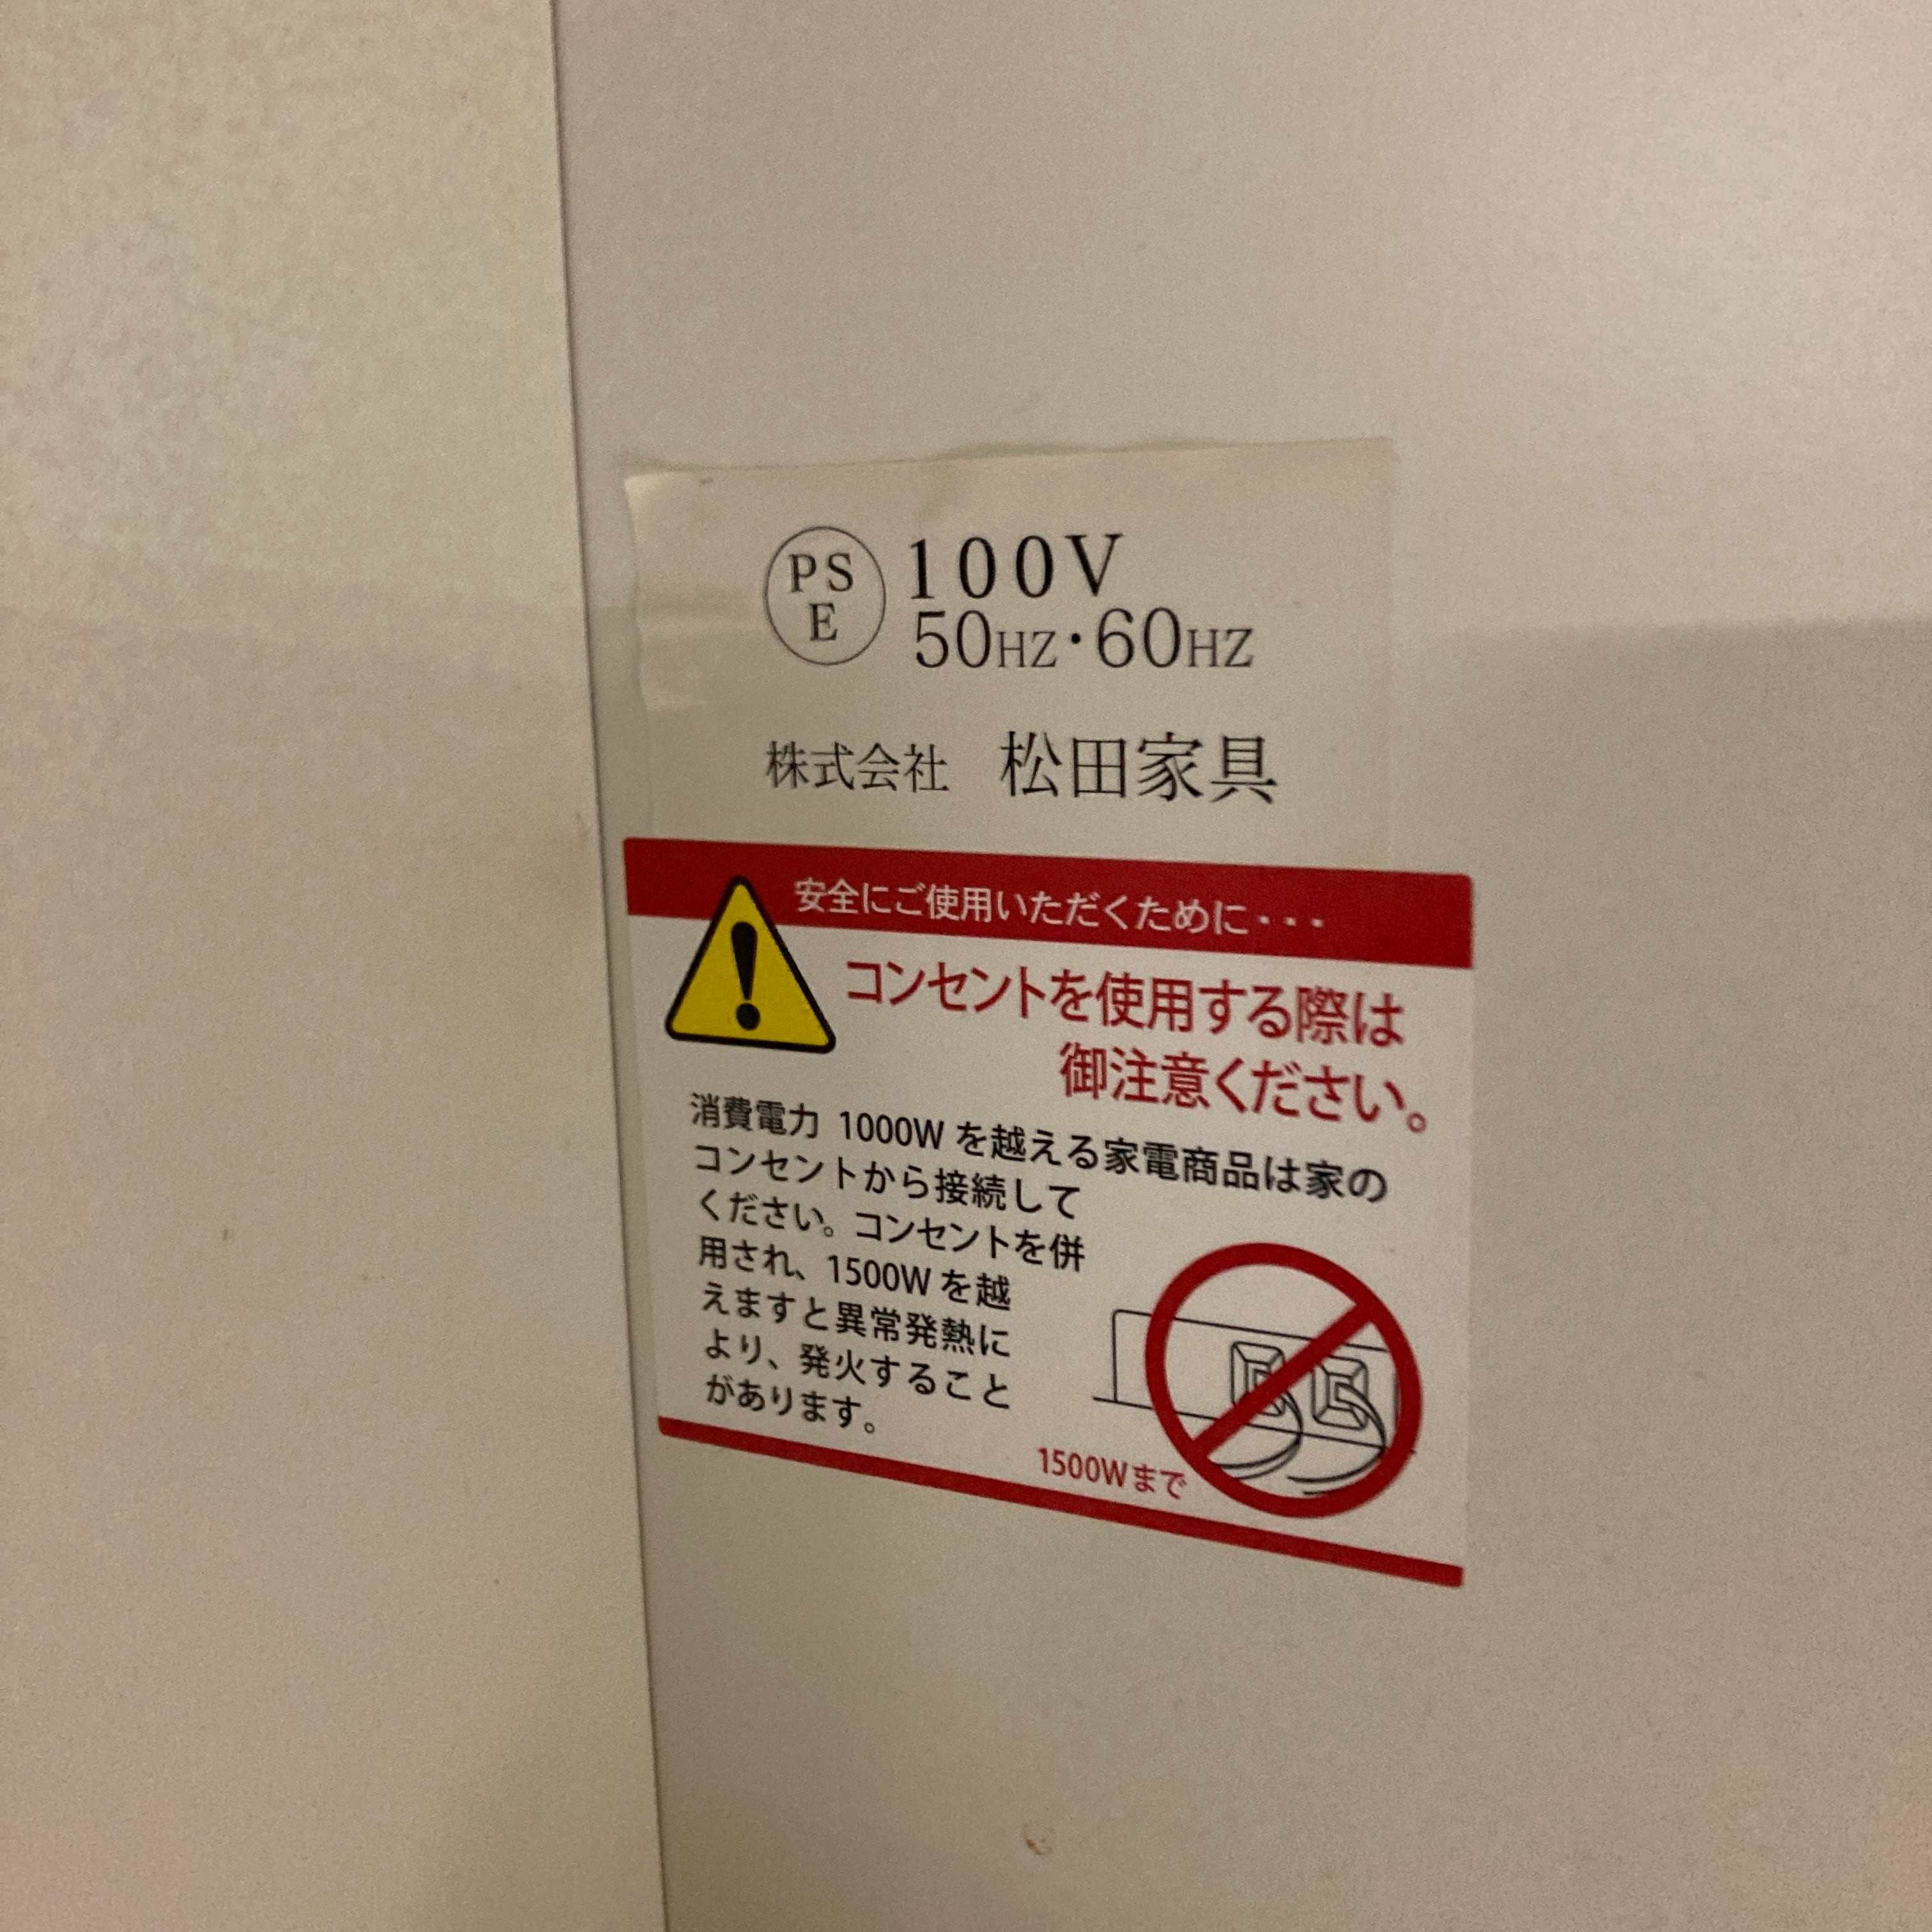 PS
E
100V
50HZ・60HZ
株式会社 松田家具
安全にご使用いただくために・・・
コンセントを使用する際は
御注意ください。
消費電力 1000W を越える家電商品は家の
コンセントから接続して
ください。コンセントを併
用され、1500W を越
えますと異常発熱に
より、発火すること
があります。
1500Wまで